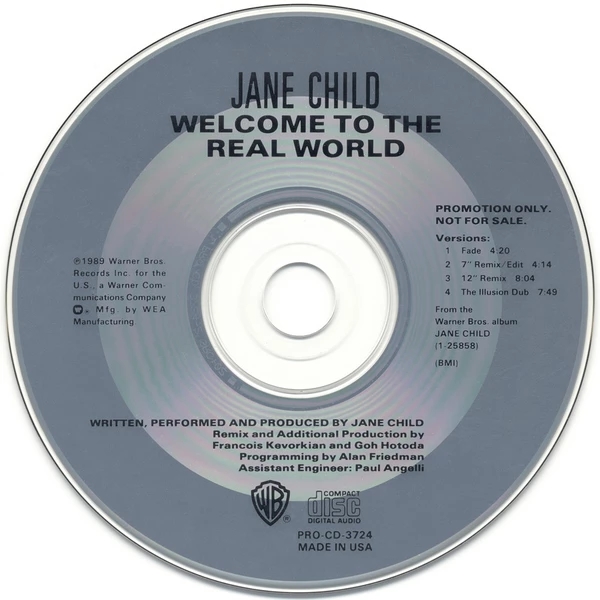 JANE CHILD
WELCOME TO THE
REAL WORLD
PROMOTION ONLY.
NOT FOR SALE.
Versions:
1 Fade 4:20
2 7" Remix/Edit 4:14
3 12" Remix 8:04
4 The Illusion Dub 7:49
From the
Warner Bros. album
JANE CHILD
(1-25858)
(BMI)
℗1989 Warner Bros.
Records Inc. for the
U.S., a Warner Com-
munications Company
. Mfg. by WEA
Manufacturing.
WRITTEN, PERFORMED AND PRODUCED BY JANE CHILD
Remix and Additional Production by
Francois Kevorkian and Goh Hotoda
Programming by Alan Friedman
Assistant Engineer: Paul Angelli
WB ®
COMPACT
disc
DIGITAL AUDIO
PRO-CD-3724
MADE IN USA